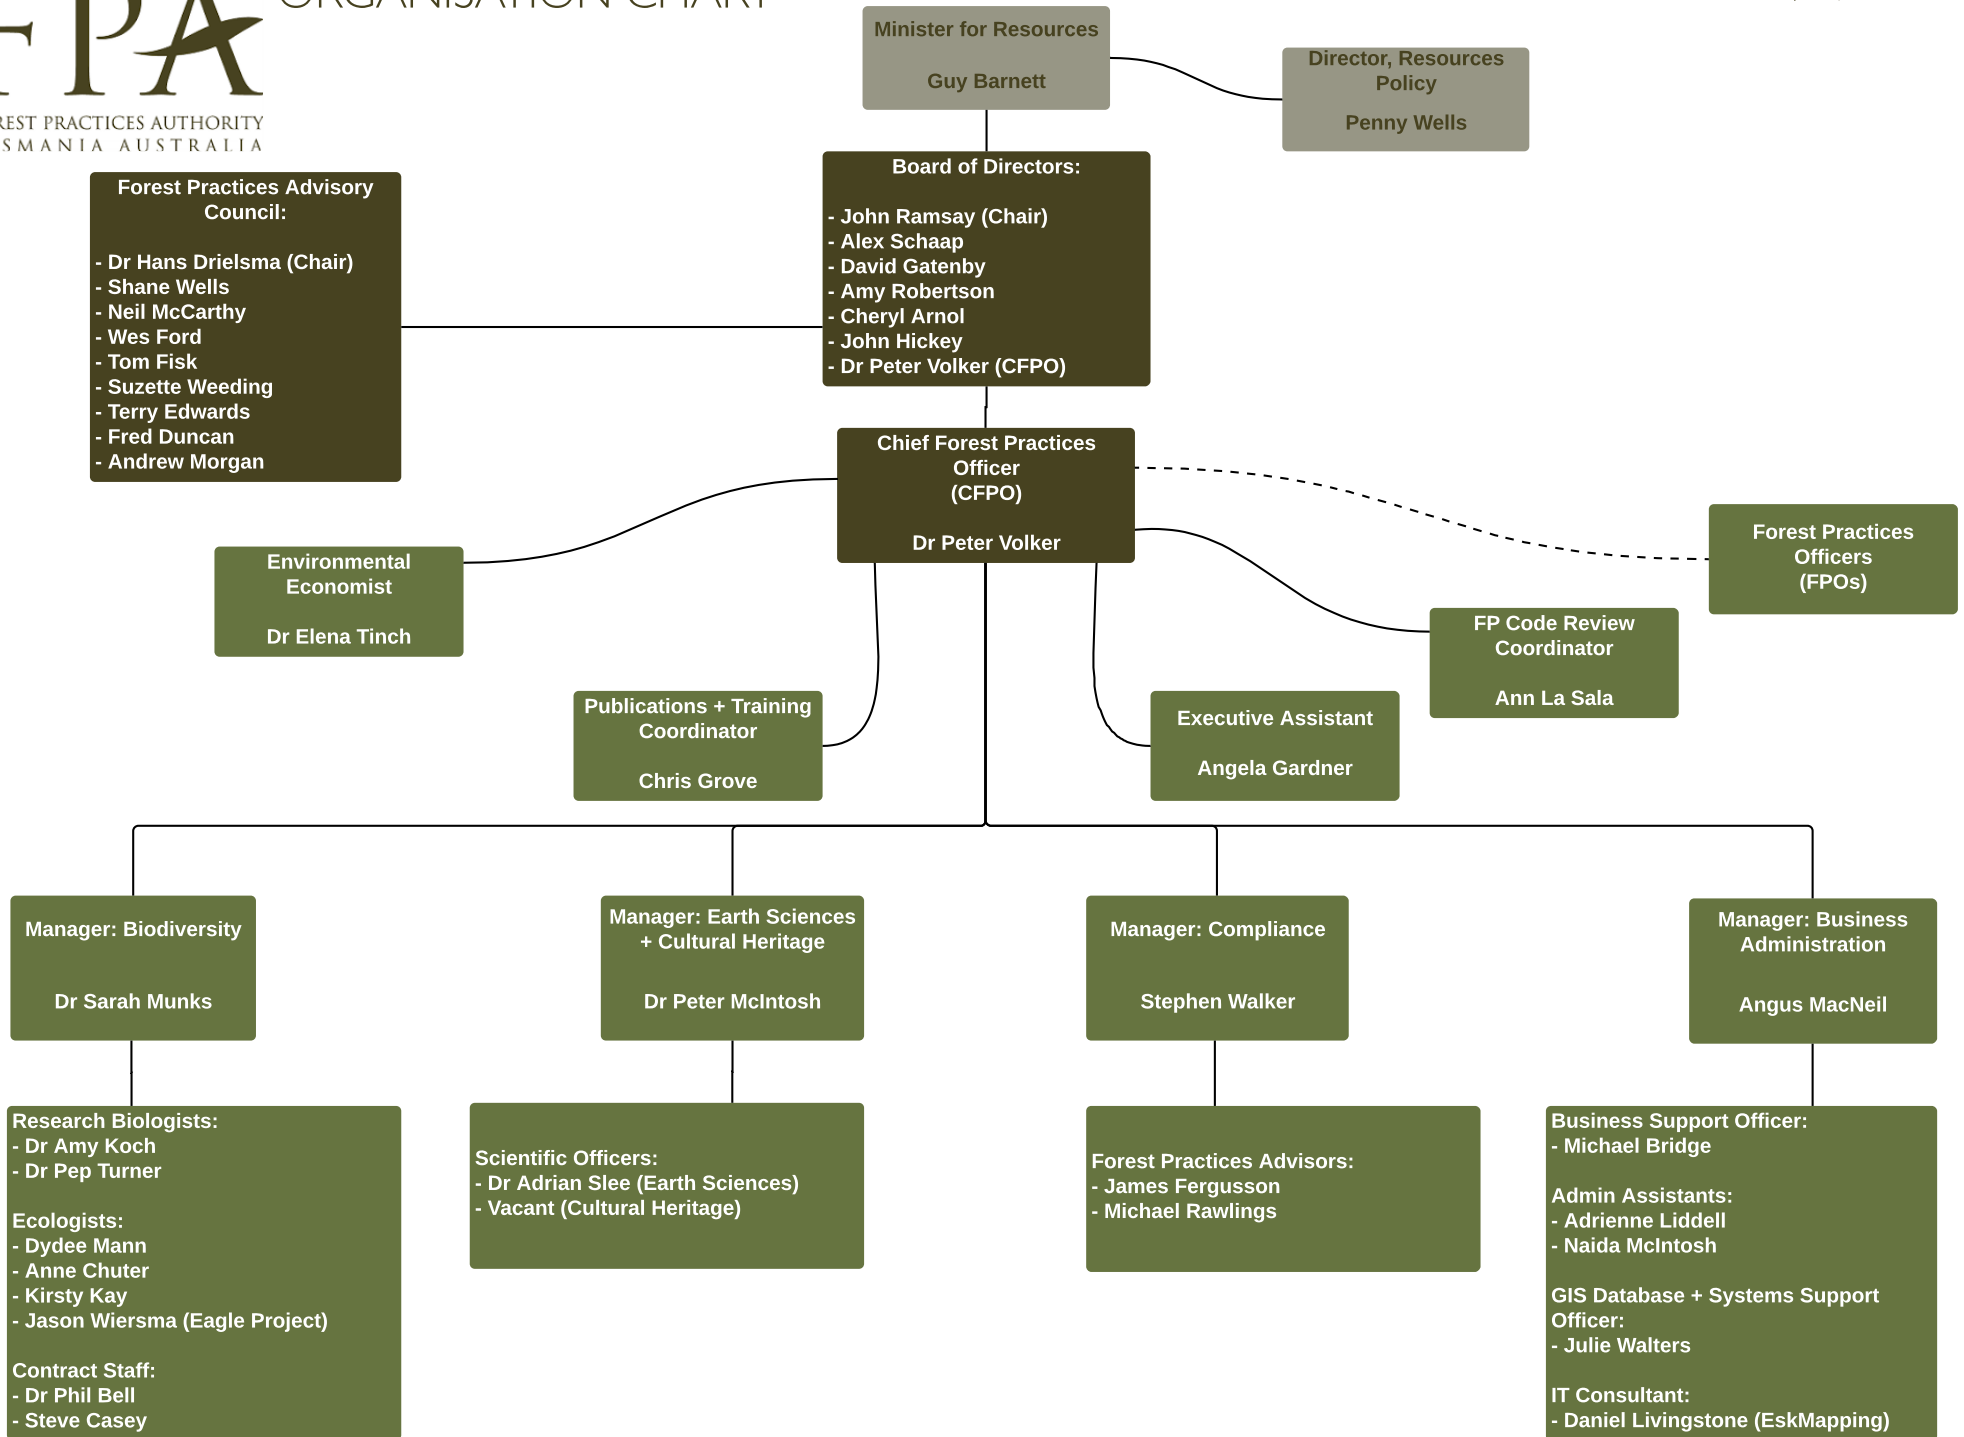 ORGANISATION CHART
FPA
REST PRACTICES AUTHORITY
SMANIA AUSTRALIA
Minister for Resources
Guy Barnett
Director, Resources
Policy
Penny Wells
Forest Practices Advisory
Council:
- Dr Hans Drielsma (Chair)
- Shane Wells
- Neil McCarthy
- Wes Ford
- Tom Fisk
- Suzette Weeding
- Terry Edwards
- Fred Duncan
- Andrew Morgan
Board of Directors:
- John Ramsay (Chair)
- Alex Schaap
- David Gatenby
- Amy Robertson
- Cheryl Arnol
- John Hickey
- Dr Peter Volker (CFPO)
Chief Forest Practices
Officer
(CFPO)
Dr Peter Volker
Forest Practices
Officers
(FPOs)
Environmental
Economist
Dr Elena Tinch
FP Code Review
Coordinator
Ann La Sala
Publications + Training
Coordinator
Chris Grove
Executive Assistant
Angela Gardner
Manager: Biodiversity
Dr Sarah Munks
Manager: Earth Sciences
+ Cultural Heritage
Dr Peter McIntosh
Manager: Compliance
Stephen Walker
Manager: Business
Administration
Angus MacNeil
Research Biologists:
- Dr Amy Koch
- Dr Pep Turner
Ecologists:
- Dydee Mann
- Anne Chuter
- Kirsty Kay
- Jason Wiersma (Eagle Project)
Contract Staff:
- Dr Phil Bell
- Steve Casey
Scientific Officers:
- Dr Adrian Slee (Earth Sciences)
- Vacant (Cultural Heritage)
Forest Practices Advisors:
- James Fergusson
- Michael Rawlings
Business Support Officer:
- Michael Bridge
Admin Assistants:
- Adrienne Liddell
- Naida McIntosh
GIS Database + Systems Support
Officer:
- Julie Walters
IT Consultant:
- Daniel Livingstone (EskMapping)